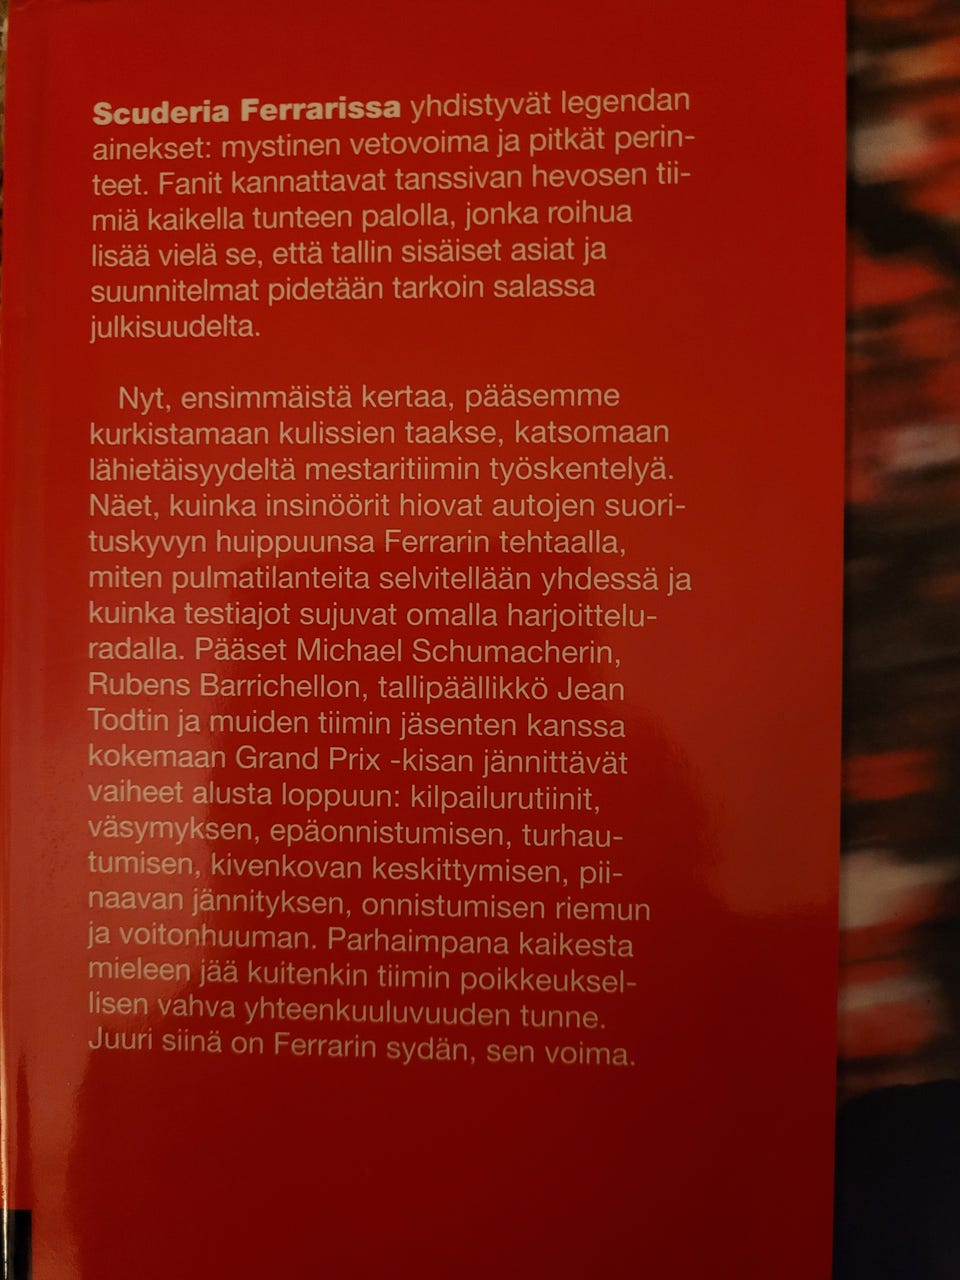 Scuderia Ferrarissa yhdistyvät legendan
ainekset: mystinen vetovoima ja pitkät perin-
teet. Fanit kannattavat tanssivan hevosen tii-
miä kaikella tunteen palolla, jonka roihua
lisää vielä se, että tallin sisäiset asiat ja
suunnitelmat pidetään tarkoin salassa
julkisuudelta.
Nyt, ensimmäistä kertaa, pääsemme
kurkistamaan kulissien taakse, katsomaan
lähietäisyydeltä mestaritiimin työskentelyä.
Näet, kuinka insinöörit hiovat autojen suori-
tuskyvyn huippuunsa Ferrarin tehtaalla,
miten pulmatilanteita selvitellään yhdessä ja
kuinka testiajot sujuvat omalla harjoittelu-
radalla. Pääset Michael Schumacherin,
Rubens Barrichellon, tallipäällikkö Jean
Todtin ja muiden tiimin jäsenten kanssa
kokemaan Grand Prix -kisan jännittävät
vaiheet alusta loppuun: kilpailurutiinit,
väsymyksen, epäonnistumisen, turhau-
tumisen, kivenkovan keskittymisen, pii-
naavan jännityksen, onnistumisen riemun
ja voitonhuuman. Parhaimpana kaikesta
mieleen jää kuitenkin tiimin poikkeuksel-
lisen vahva yhteenkuuluvuuden tunne.
Juuri siinä on Ferrarin sydän, sen voima.